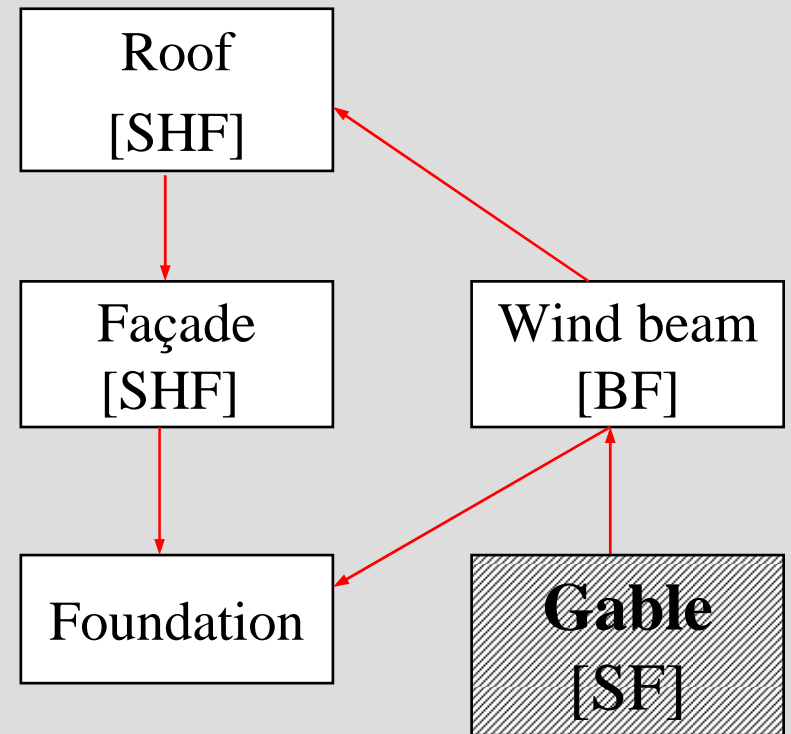 Roof
[SHF]
Façade
[SHF]
Wind beam
[BF]
Foundation
Gable
[SF]